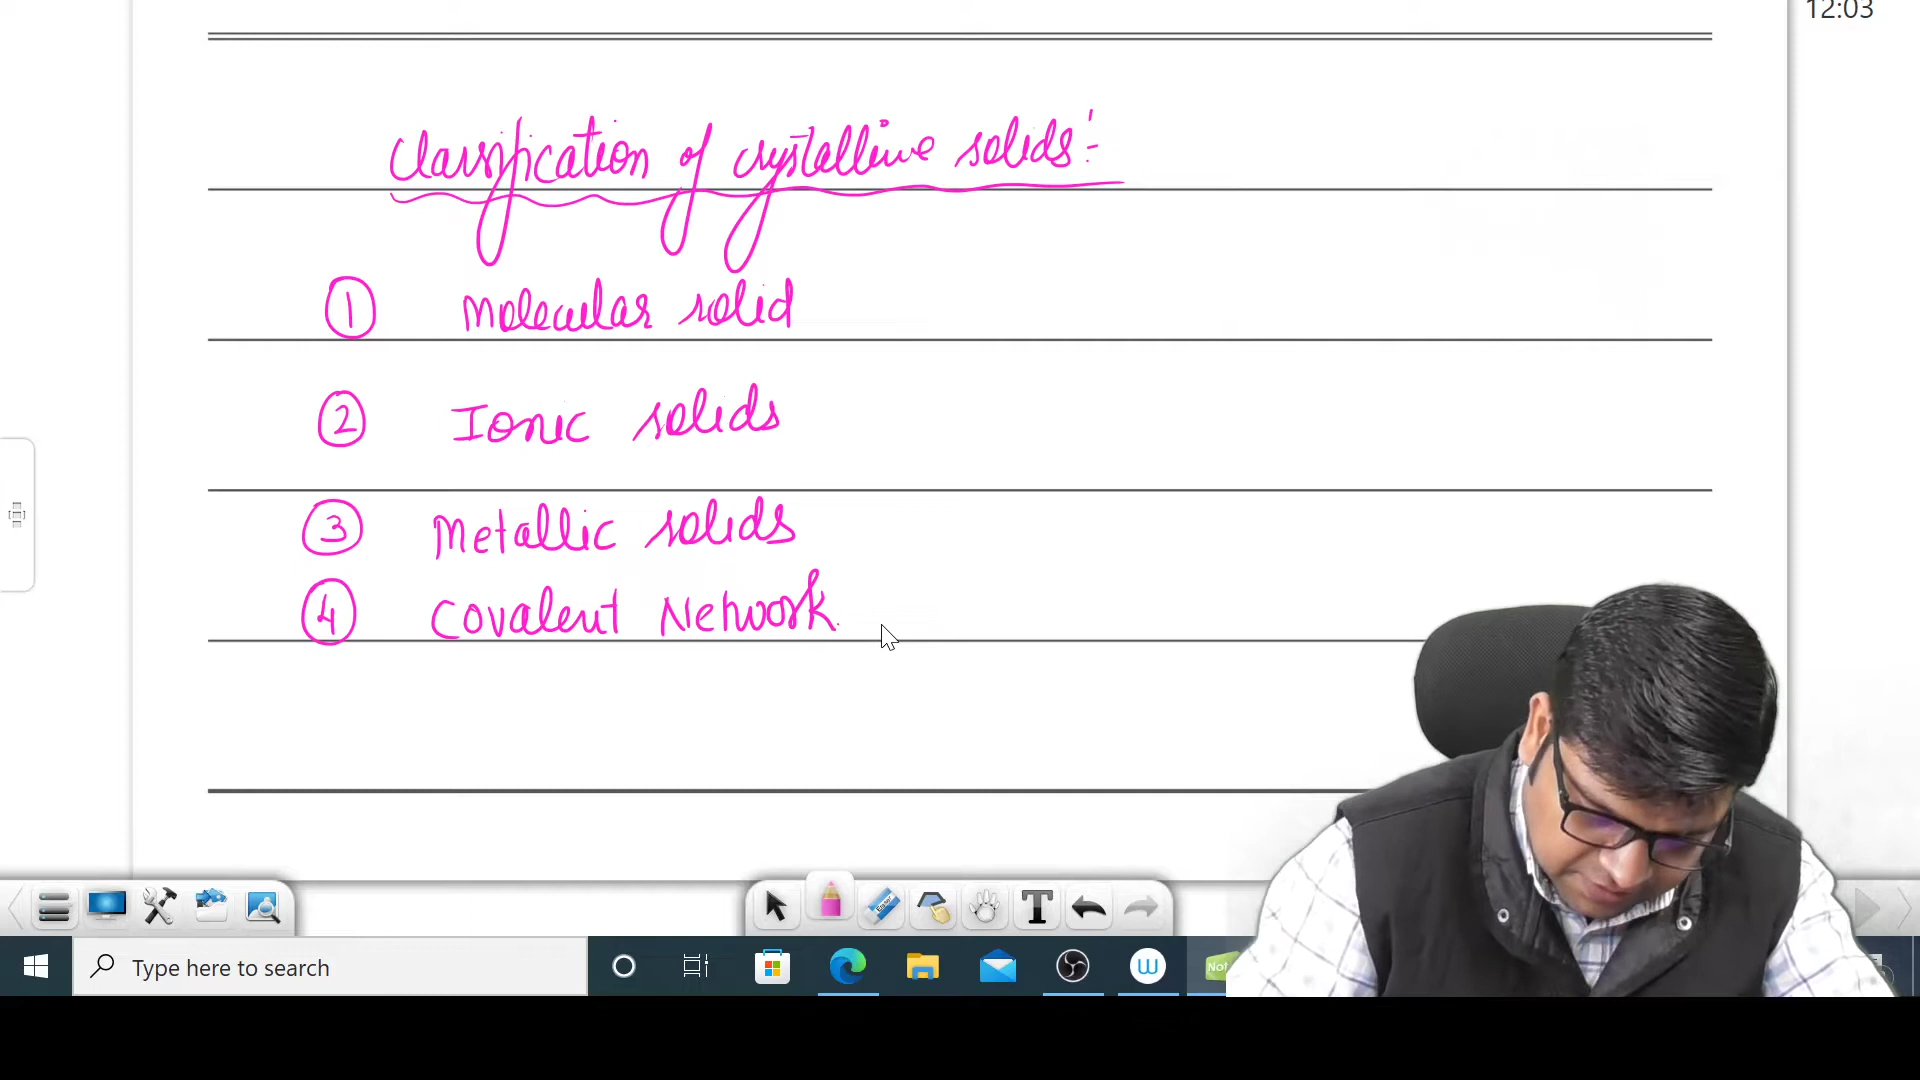 12:03
Classification of crystalline solids:-
1 Molecular solid
2 Ionic solids
3 Metallic solids
4 Covalent Network
Type here to search